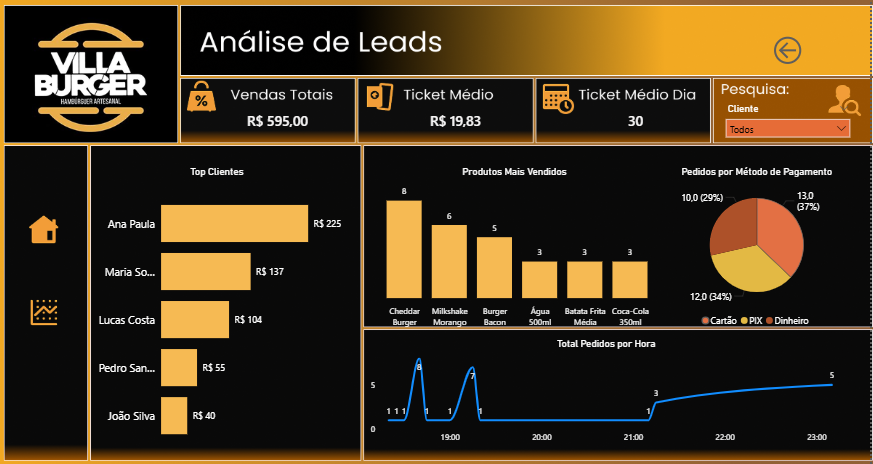 VILLA
BURGER
HAMBÚRGUER ARTESANAL
Análise de Leads
Vendas Totais
R$ 595,00
Ticket Médio
R$ 19,83
Ticket Médio Dia
30
Pesquisa:
Cliente
Todos
Top Clientes
Ana Paula
R$ 225
Maria So...
R$ 137
Lucas Costa
R$ 104
Pedro San...
R$ 55
João Silva
R$ 40
Produtos Mais Vendidos
8
6
5
3
3
3
Cheddar
Burger
Milkshake
Morango
Burger
Bacon
Água
500ml
Batata Frita
Média
Coca-Cola
350ml
Pedidos por Método de Pagamento
10,0 (29%)
13,0
(37%)
12,0 (34%)
Cartão PIX Dinheiro
Total Pedidos por Hora
5
0
1 1 1 8 1 1 7 1 1 3 5
19:00 20:00 21:00 22:00 23:00